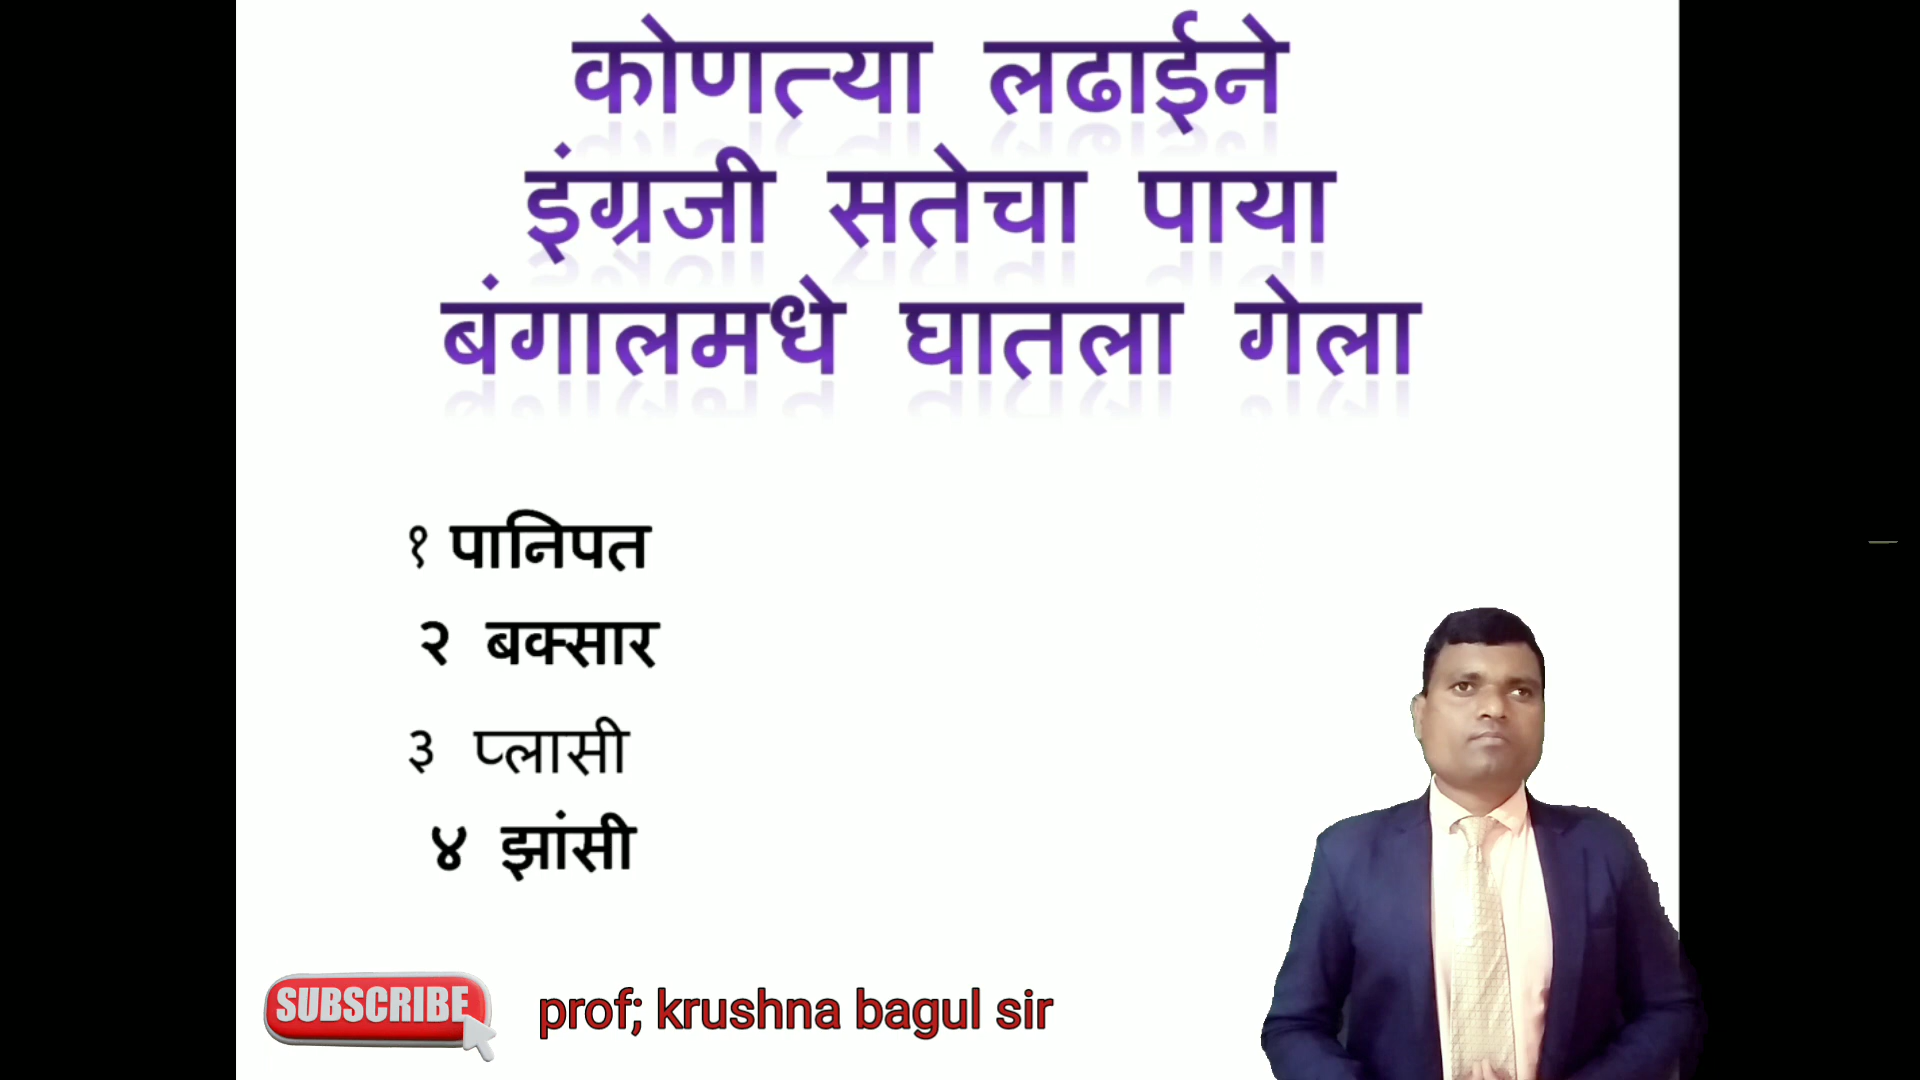 कोणत्या लढाईने
इंग्रजी सतेचा पाया
बंगालमधे घातला गेला
१ पानिपत
२ बक्सार
३ प्लासी
४ झांसी
SUBSCRIBE
prof; krushna bagul sir